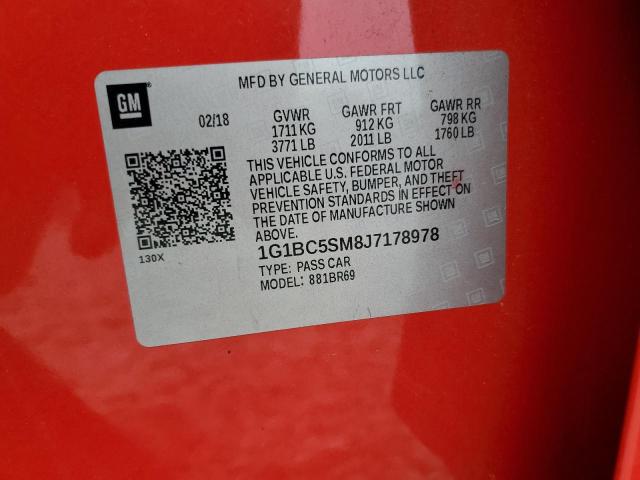 MFD BY GENERAL MOTORS LLC
GM
02/18 GVWR GAWR FRT GAWR RR
1711 KG 912 KG 798 KG
3771 LB 2011 LB 1760 LB
THIS VEHICLE CONFORMS TO ALL
APPLICABLE U.S. FEDERAL MOTOR
VEHICLE SAFETY, BUMPER, AND THEFT
PREVENTION STANDARDS IN EFFECT ON
THE DATE OF MANUFACTURE SHOWN
ABOVE.
130X
1G1BC5SM8J7178978
TYPE: PASS CAR
MODEL: 881BR69